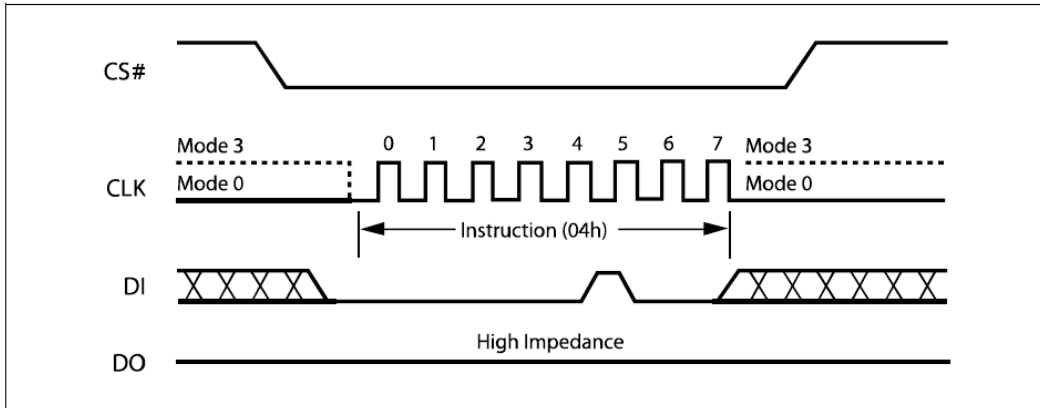 CS#
Mode 3
0 1 2 3 4 5 6 7
Mode 3
CLK
Mode 0
Mode 0
Instruction (04h)
DI
High Impedance
DO